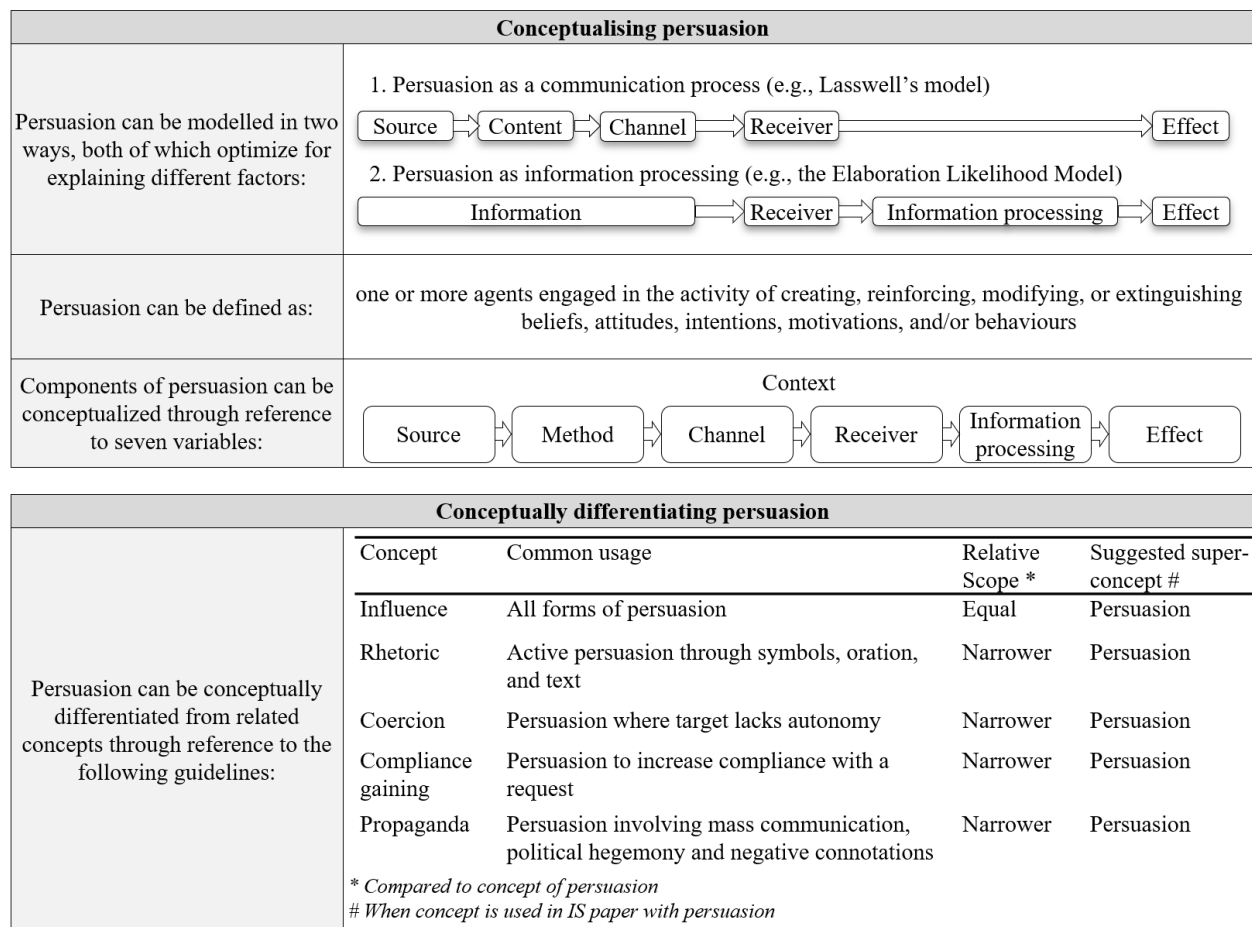 Conceptualising persuasion
Persuasion can be modelled in two
ways, both of which optimize for
explaining different factors:
1. Persuasion as a communication process (e.g., Lasswell’s model)
Source Content Channel Receiver Effect
2. Persuasion as information processing (e.g., the Elaboration Likelihood Model)
Information Receiver Information processing Effect
Persuasion can be defined as:
one or more agents engaged in the activity of creating, reinforcing, modifying, or extinguishing
beliefs, attitudes, intentions, motivations, and/or behaviours
Components of persuasion can be
conceptualized through reference
to seven variables:
Context
Source Method Channel Receiver Information processing Effect
Conceptually differentiating persuasion
Persuasion can be conceptually
differentiated from related
concepts through reference to the
following guidelines:
Concept Common usage Relative Scope * Suggested super-concept #
Influence All forms of persuasion Equal Persuasion
Rhetoric Active persuasion through symbols, oration, and text Narrower Persuasion
Coercion Persuasion where target lacks autonomy Narrower Persuasion
Compliance gaining Persuasion to increase compliance with a request Narrower Persuasion
Propaganda Persuasion involving mass communication, political hegemony and negative connotations Narrower Persuasion
* Compared to concept of persuasion
# When concept is used in IS paper with persuasion